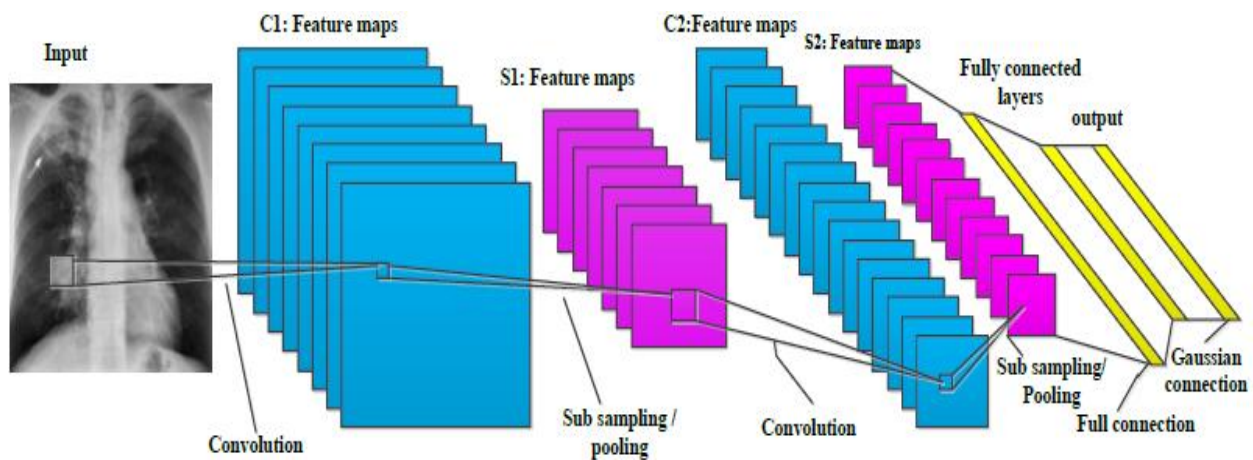 Input
C1: Feature maps
S1: Feature maps
C2:Feature maps
S2: Feature maps
Fully connected
layers
output
Convolution
Sub sampling /
pooling
Convolution
Sub sampling/
Pooling
Full connection
Gaussian
connection